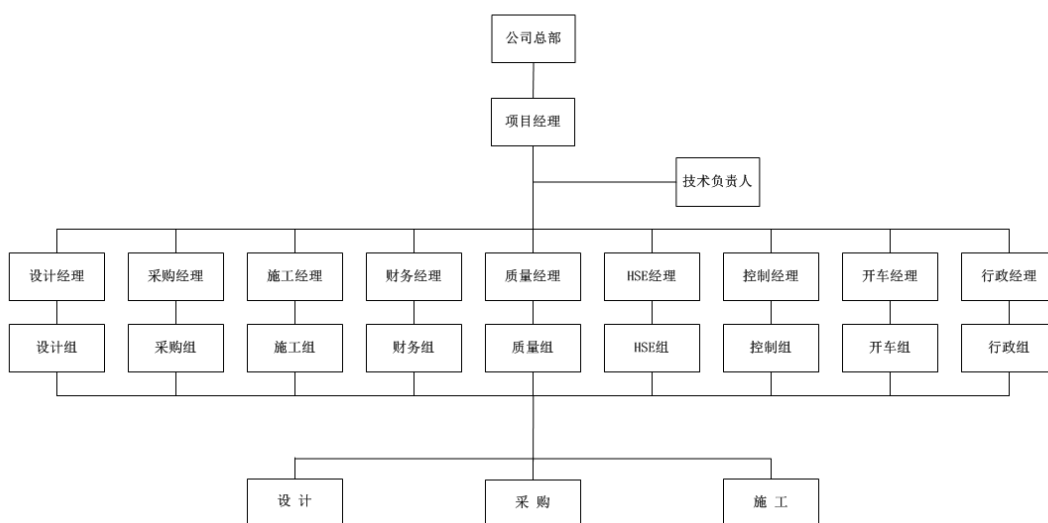 公司总部
项目经理
技术负责人
设计经理
采购经理
施工经理
财务经理
质量经理
HSE经理
控制经理
开车经理
行政经理
设计组
采购组
施工组
财务组
质量组
HSE组
控制组
开车组
行政组
设 计
采 购
施 工